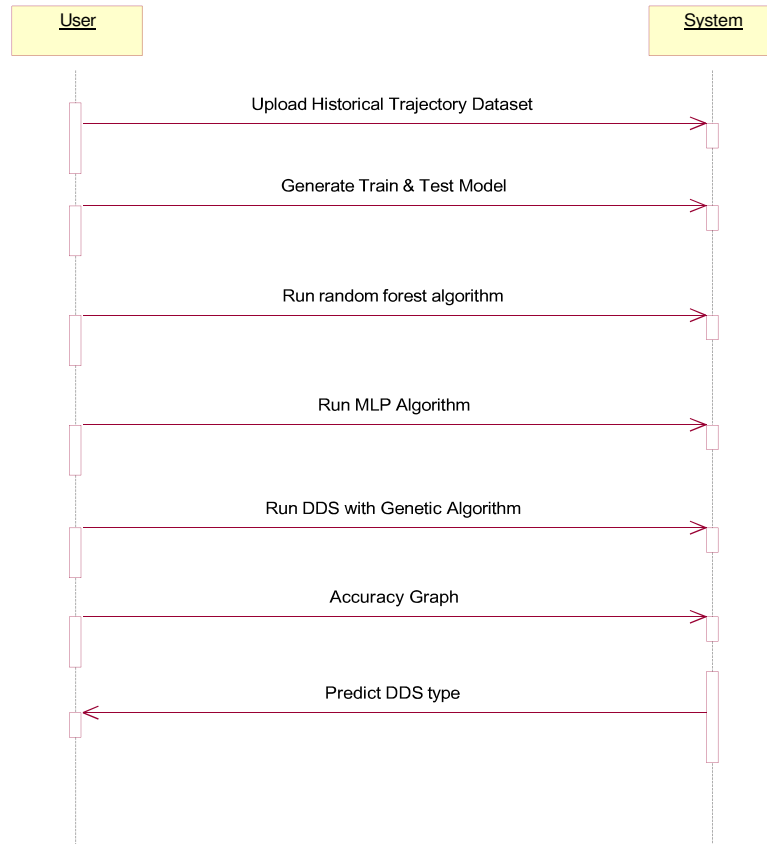 User
System
Upload Historical Trajectory Dataset
Generate Train & Test Model
Run random forest algorithm
Run MLP Algorithm
Run DDS with Genetic Algorithm
Accuracy Graph
Predict DDS type